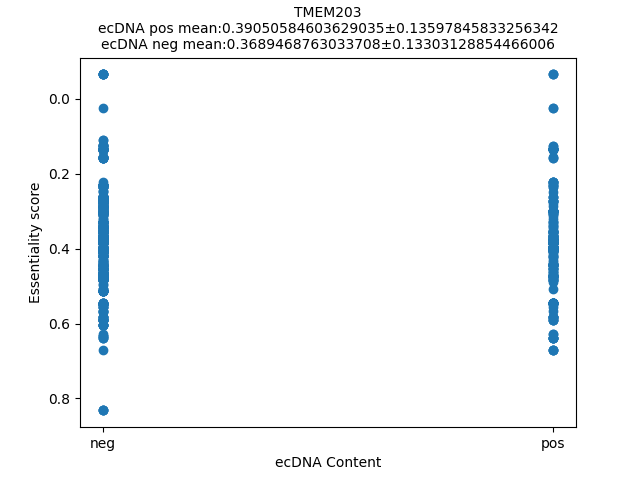 TMEM203
ecDNA pos mean:0.39050584603629035±0.13597845833256342
ecDNA neg mean:0.3689468763033708±0.13303128854466006
0.0
0.2
0.4
0.6
0.8
Essentiality score
neg
pos
ecDNA Content